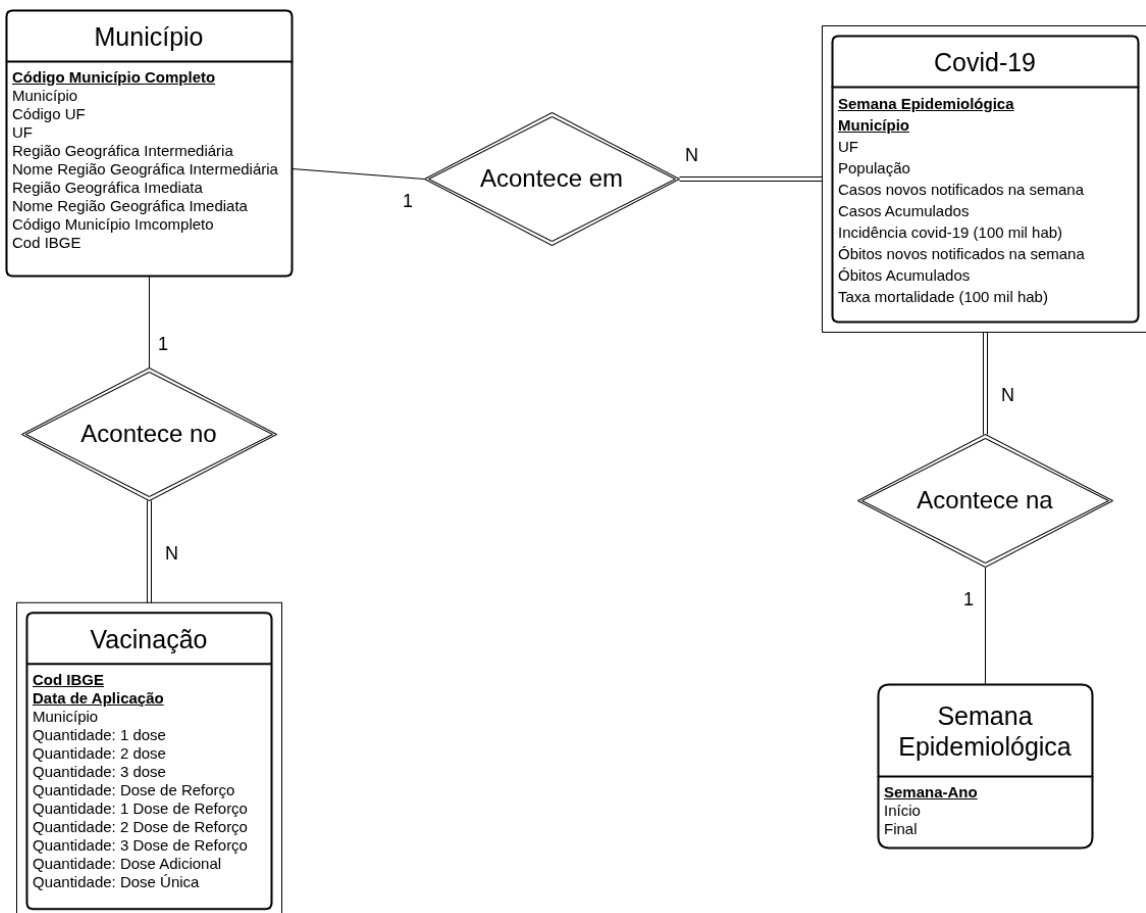 Município
Código Município Completo
Município
Código UF
UF
Região Geográfica Intermediária
Nome Região Geográfica Intermediária
Região Geográfica Imediata
Nome Região Geográfica Imediata
Código Município Imcompleto
Cod IBGE
1
Acontece em
N
Covid-19
Semana Epidemiológica
Município
UF
População
Casos novos notificados na semana
Casos Acumulados
Incidência covid-19 (100 mil hab)
Óbitos novos notificados na semana
Óbitos Acumulados
Taxa mortalidade (100 mil hab)
1
Acontece no
N
Vacinação
Cod IBGE
Data de Aplicação
Município
Quantidade: 1 dose
Quantidade: 2 dose
Quantidade: 3 dose
Quantidade: Dose de Reforço
Quantidade: 1 Dose de Reforço
Quantidade: 2 Dose de Reforço
Quantidade: 3 Dose de Reforço
Quantidade: Dose Adicional
Quantidade: Dose Única
N
Acontece na
1
Semana
Epidemiológica
Semana-Ano
Início
Final